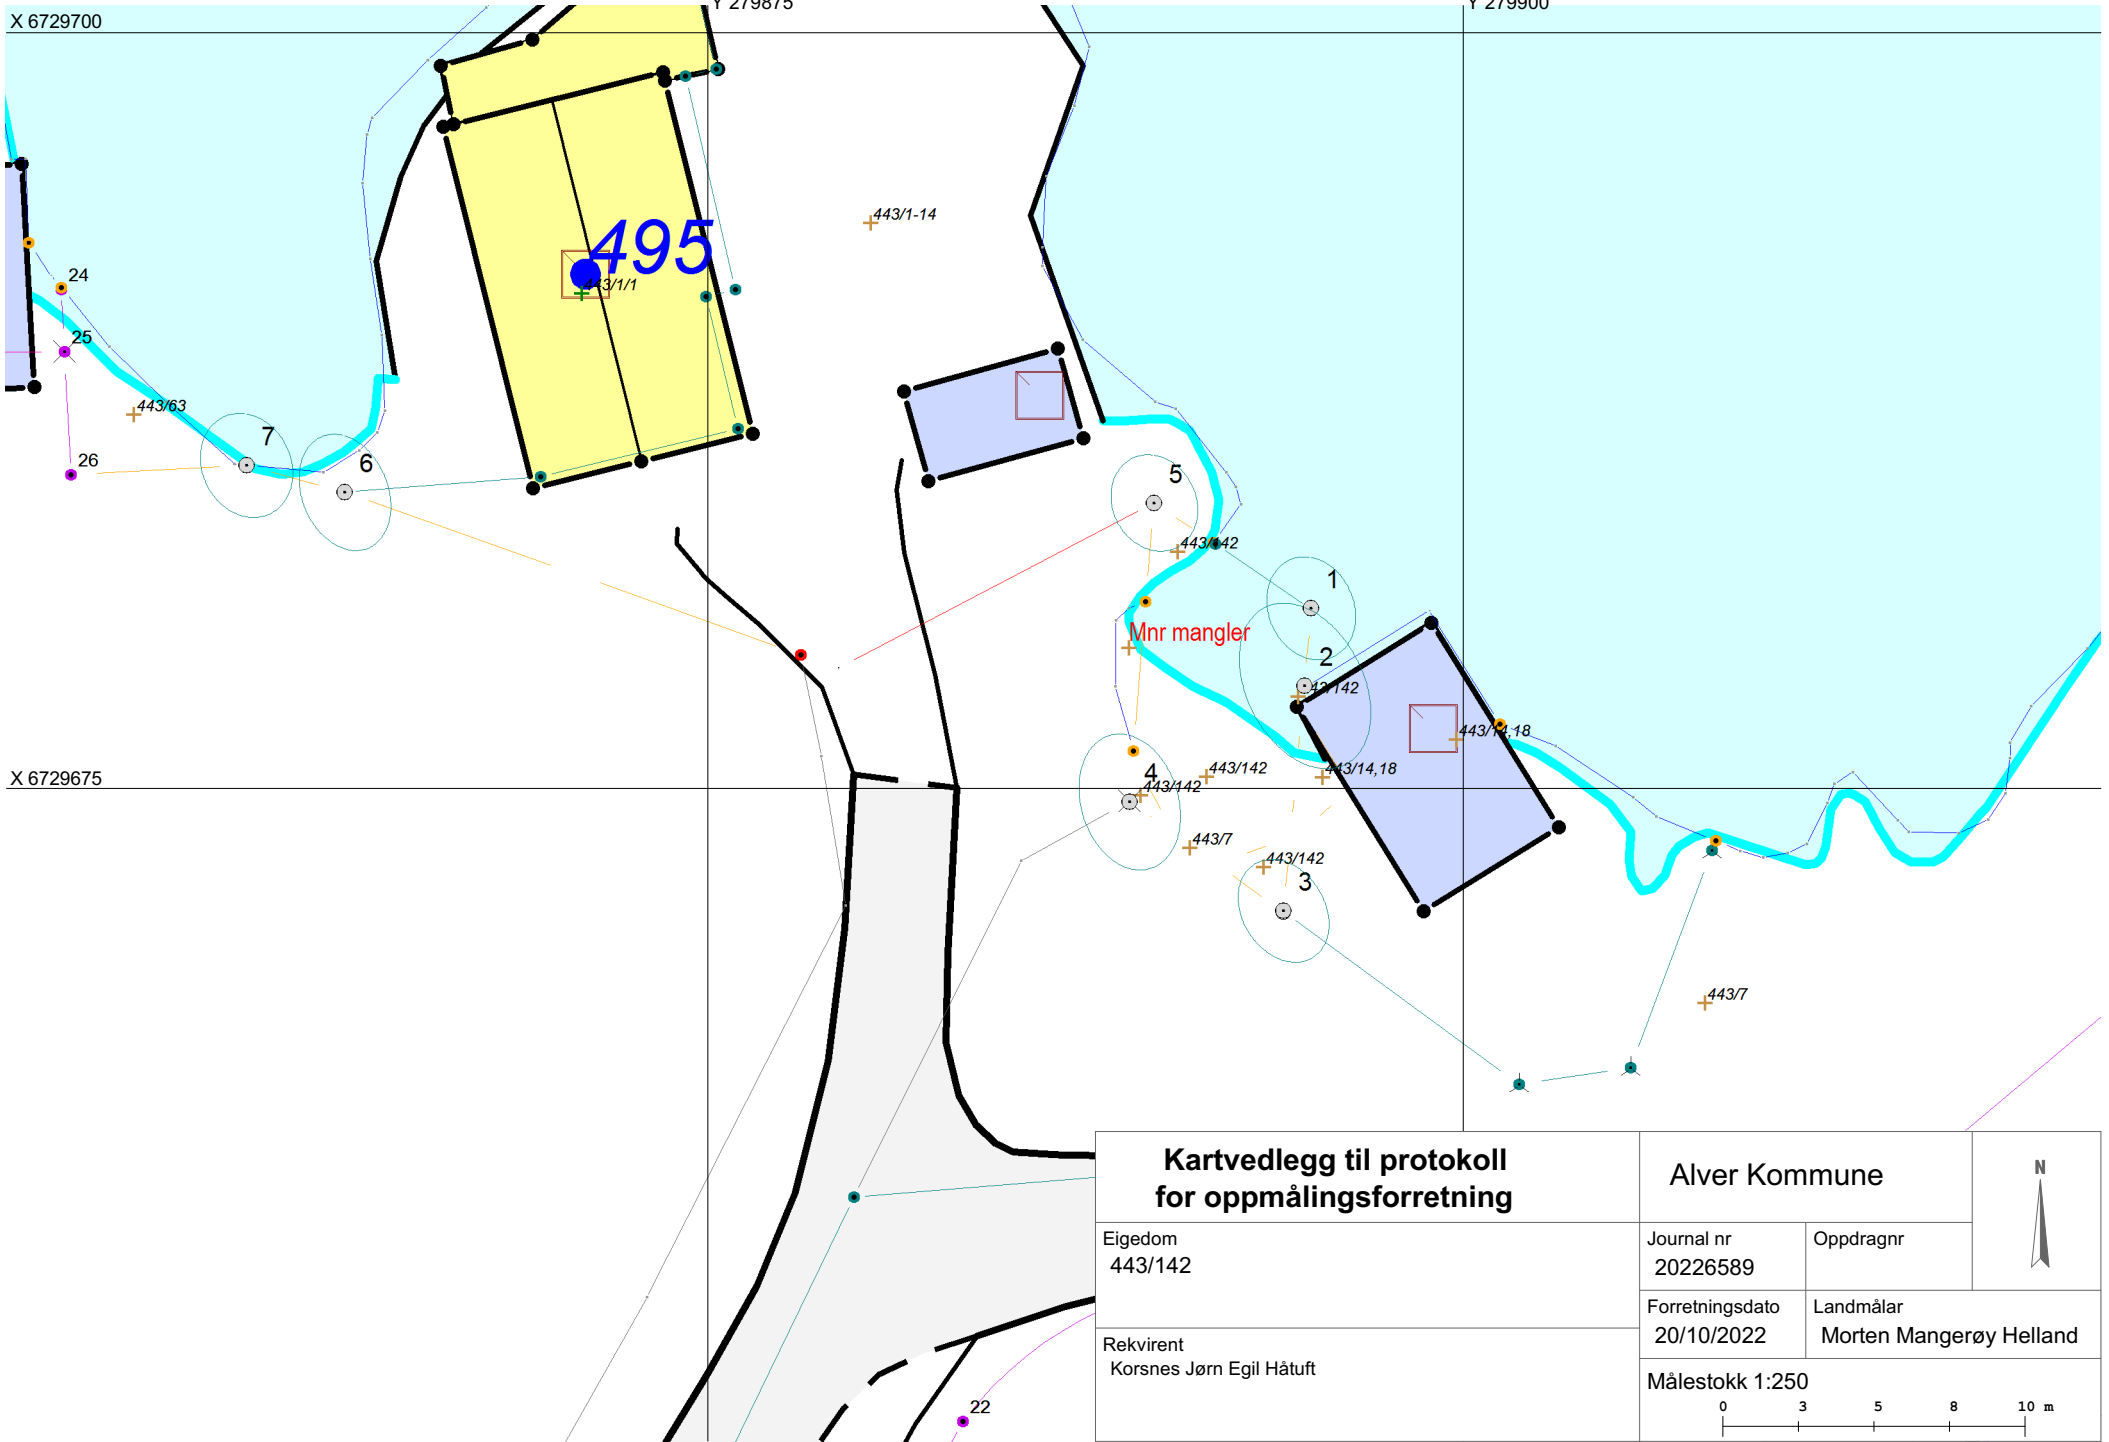 Y 279875
Y 279900
X 6729700
443/1-14
495
443/1/1
24
25
443/63
7
6
26
5
443/142
1
Mnr mangler
2
43/142
443/14,18
443/142
443/14,18
4
X 6729675
443/142
443/7
443/142
3
443/7
22
Kartvedlegg til protokoll
for oppmålingsforretning
Alver Kommune
N
Eigedom
443/142
Journal nr
20226589
Oppdragnr
Forretningsdato
20/10/2022
Landmålar
Morten Mangerøy Helland
Rekvirent
Korsnes Jørn Egil Håtuft
Målestokk 1:250
0 3 5 8 10 m